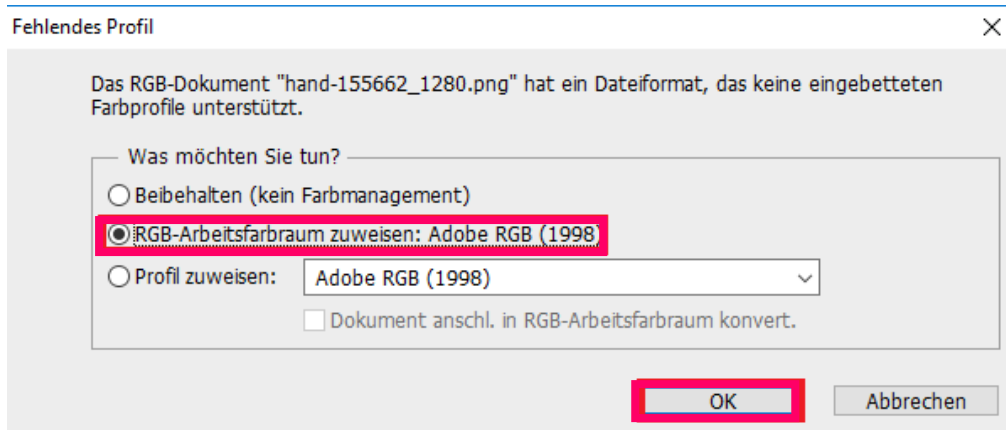 Fehlendes Profil
Das RGB-Dokument "hand-155662_1280.png" hat ein Dateiformat, das keine eingebetteten
Farbprofile unterstützt.
Was möchten Sie tun?
Beibehalten (kein Farbmanagement)
RGB-Arbeitsfarbraum zuweisen: Adobe RGB (1998)
Profil zuweisen: Adobe RGB (1998)
Dokument anschl. in RGB-Arbeitsfarbraum konvert.
OK Abbrechen